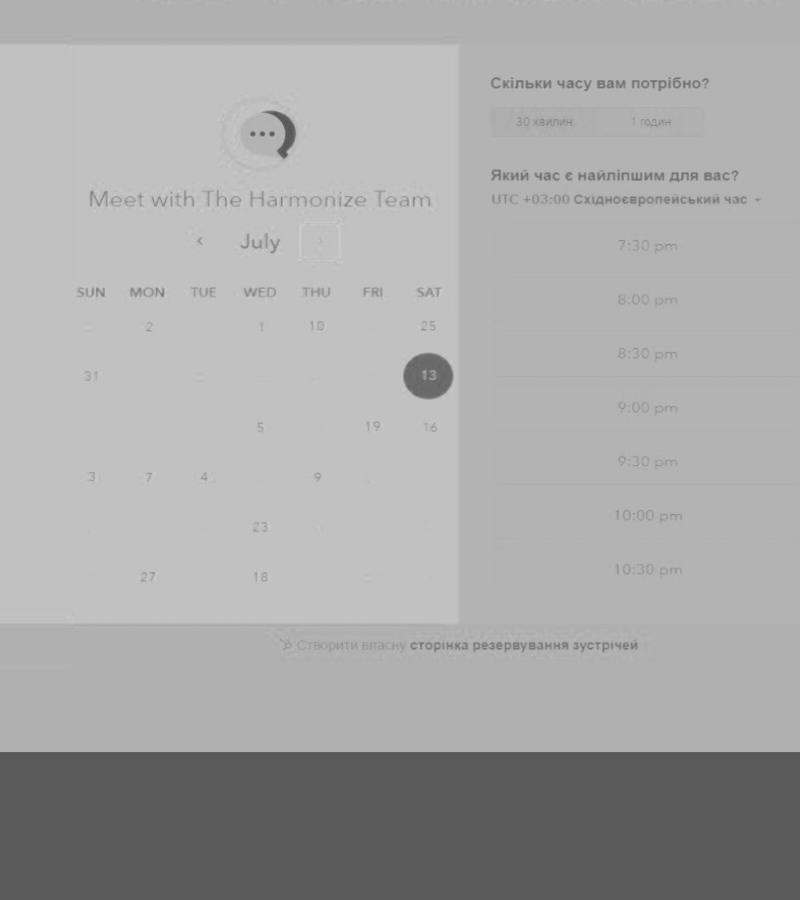 Meet with The Harmonize Team
July
SUN MON TUE WED THU FRI SAT
2 1 10 25
31 13
5 19 16
3 7 4 9
23
27 18
Скільки часу вам потрібно?
30 хвилин 1 годин
Який час є найліпшим для вас?
UTC +03:00 Східноєвропейський час
7:30 pm
8:00 pm
8:30 pm
9:00 pm
9:30 pm
10:00 pm
10:30 pm
Створити власну сторінка резервування зустрічей